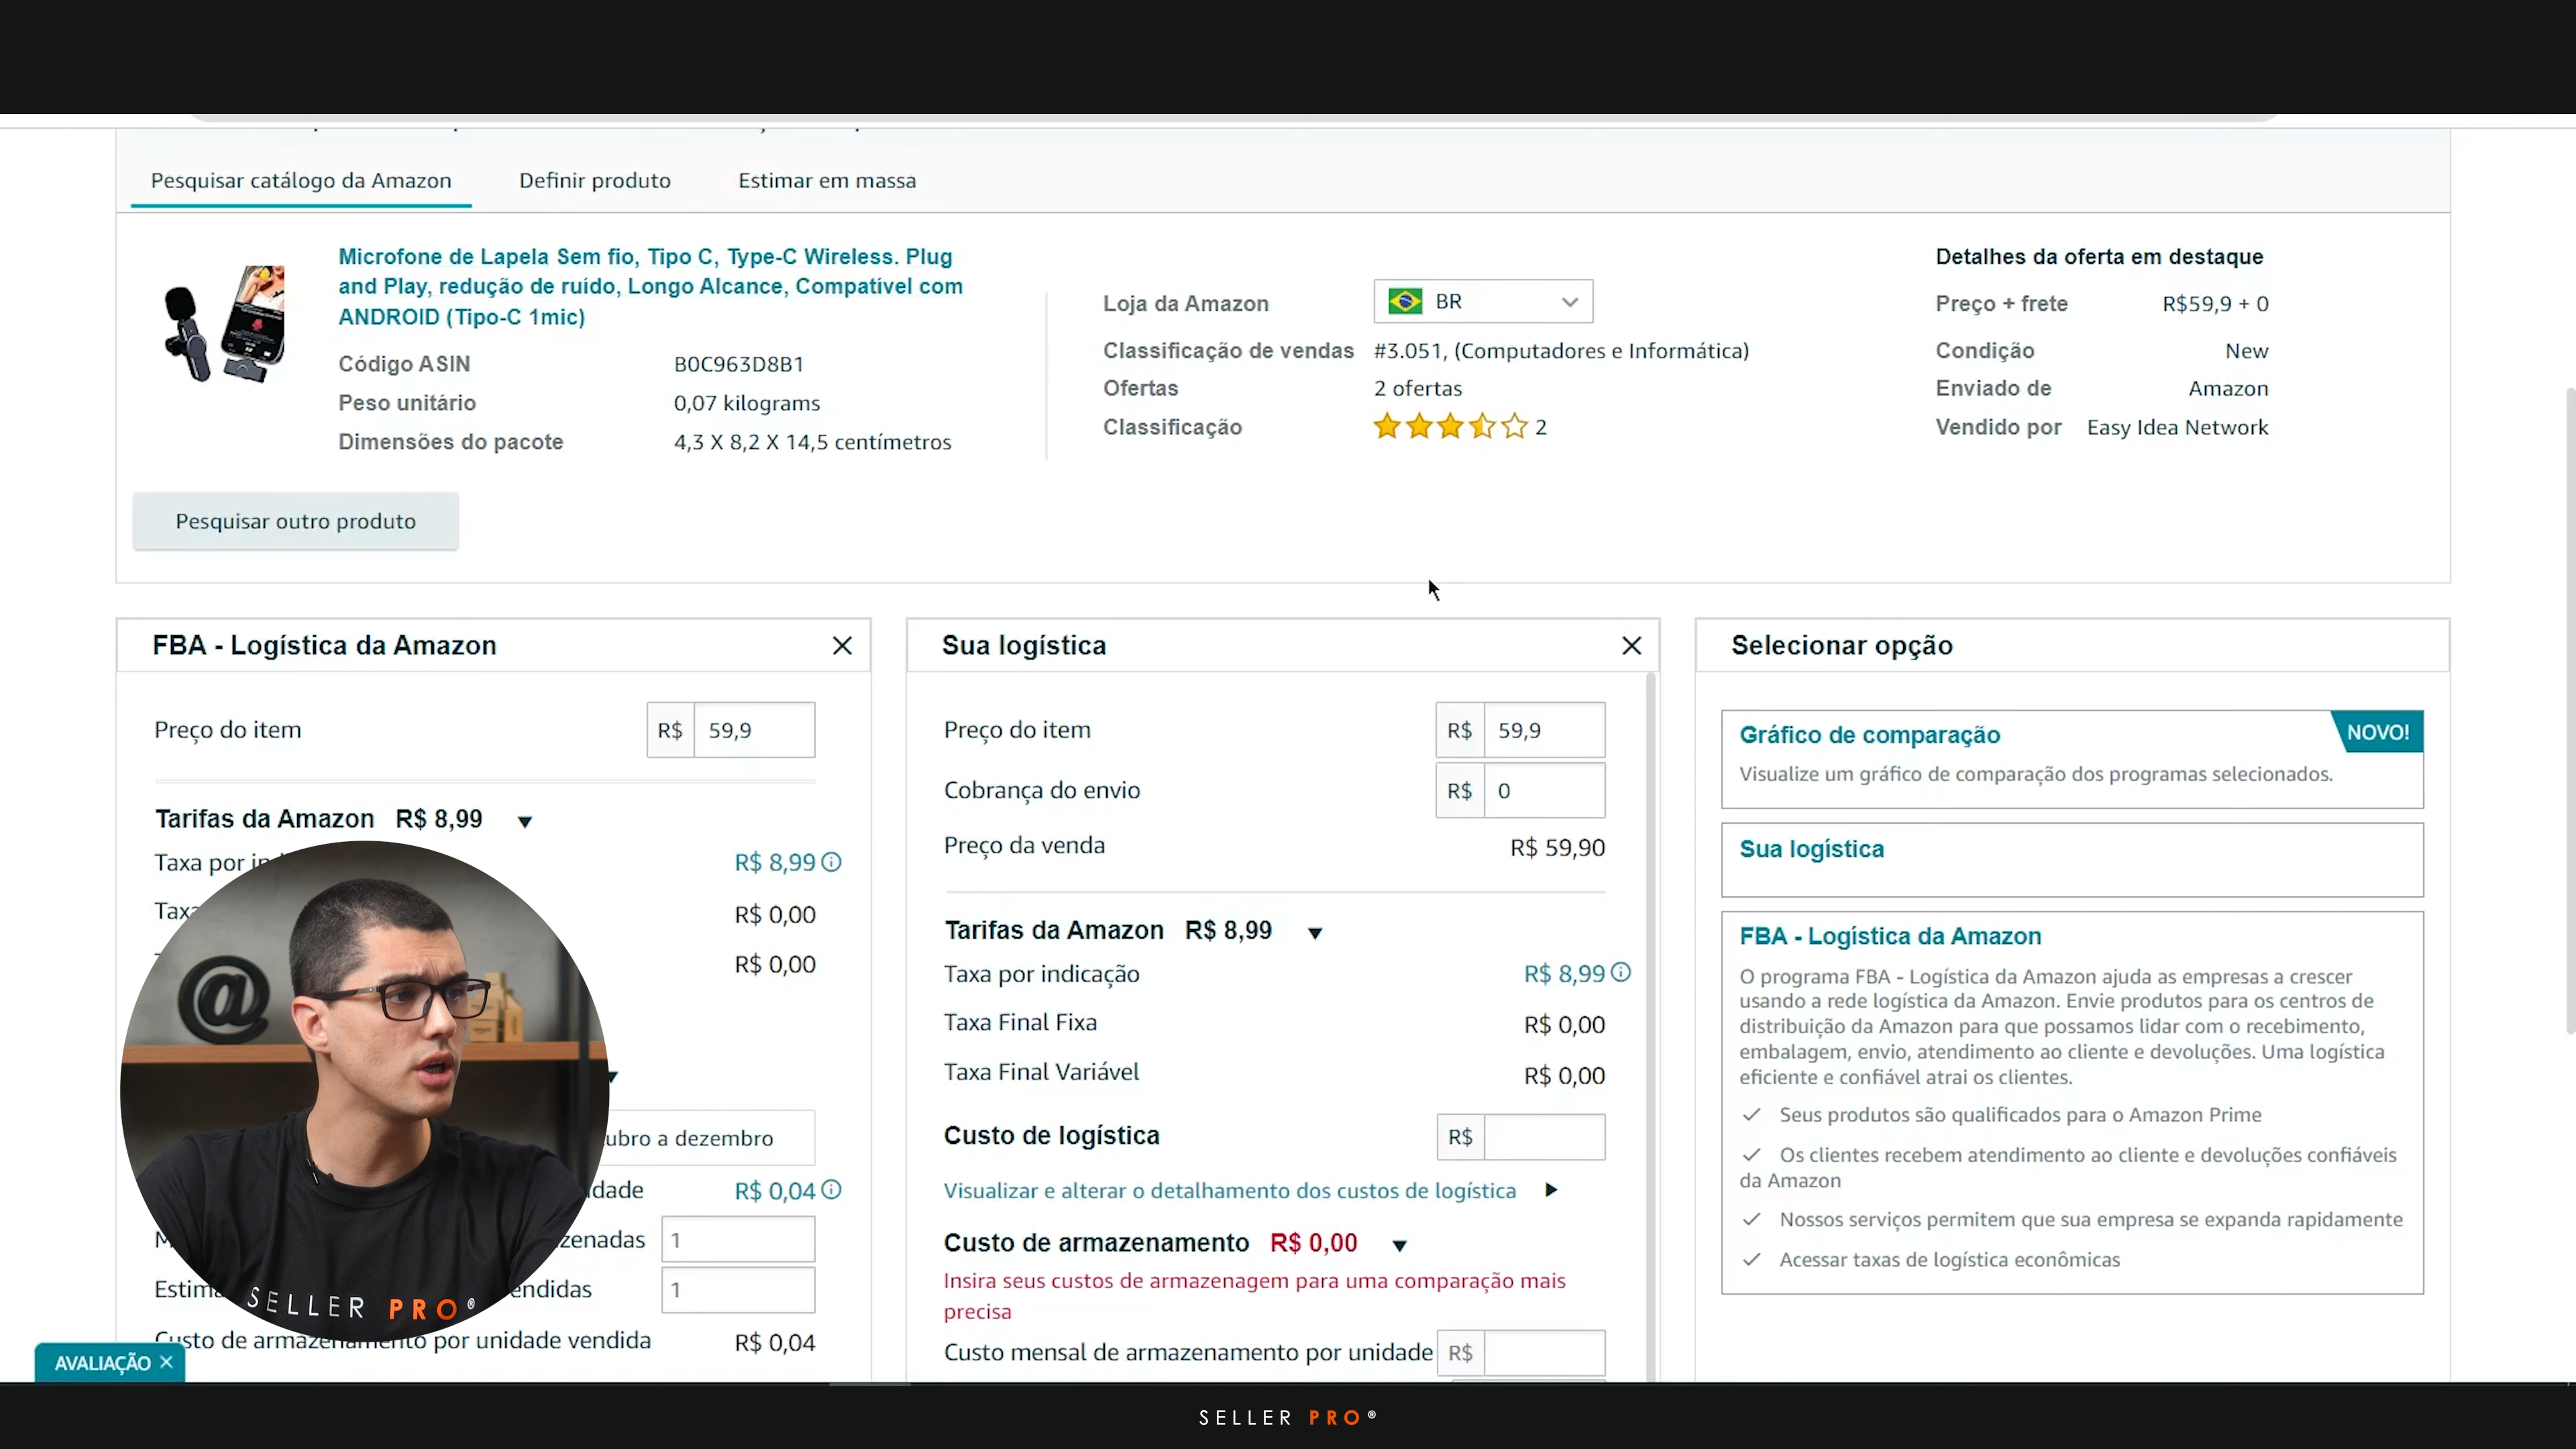 Pesquisar catálogo da Amazon
Definir produto
Estimar em massa
Microfone de Lapela Sem fio, Tipo C, Type-C Wireless. Plug
and Play, redução de ruído, Longo Alcance, Compatível com
ANDROID (Tipo-C 1mic)
Código ASIN B0C963D8B1
Peso unitário 0,07 kilograms
Dimensões do pacote 4,3 X 8,2 X 14,5 centímetros
Pesquisar outro produto
Loja da Amazon BR
Classificação de vendas #3.051, (Computadores e Informática)
Ofertas 2 ofertas
Classificação 2
Detalhes da oferta em destaque
Preço + frete R$59,9 + 0
Condição New
Enviado de Amazon
Vendido por Easy Idea Network
FBA - Logística da Amazon
Preço do item R$ 59,9
Tarifas da Amazon R$ 8,99
Taxa por R$ 8,99
R$ 0,00
R$ 0,00
a dezembro
R$ 0,04
1
1
Custo de armazenamento por unidade vendida R$ 0,04
Sua logística
Preço do item R$ 59,9
Cobrança do envio R$ 0
Preço da venda R$ 59,90
Tarifas da Amazon R$ 8,99
Taxa por indicação R$ 8,99
Taxa Final Fixa R$ 0,00
Taxa Final Variável R$ 0,00
Custo de logística R$
Visualizar e alterar o detalhamento dos custos de logística
Custo de armazenamento R$ 0,00
Insira seus custos de armazenagem para uma comparação mais
precisa
Custo mensal de armazenamento por unidade R$
Selecionar opção
Gráfico de comparação NOVO!
Visualize um gráfico de comparação dos programas selecionados.
Sua logística
FBA - Logística da Amazon
O programa FBA - Logística da Amazon ajuda as empresas a crescer
usando a rede logística da Amazon. Envie produtos para os centros de
distribuição da Amazon para que possamos lidar com o recebimento,
embalagem, envio, atendimento ao cliente e devoluções. Uma logística
eficiente e confiável atrai os clientes.
Seus produtos são qualificados para o Amazon Prime
Os clientes recebem atendimento ao cliente e devoluções confiáveis
da Amazon
Nossos serviços permitem que sua empresa se expanda rapidamente
Acessar taxas de logística econômicas
@
SELLER PRO®
AVALIAÇÃO
SELLER PRO®